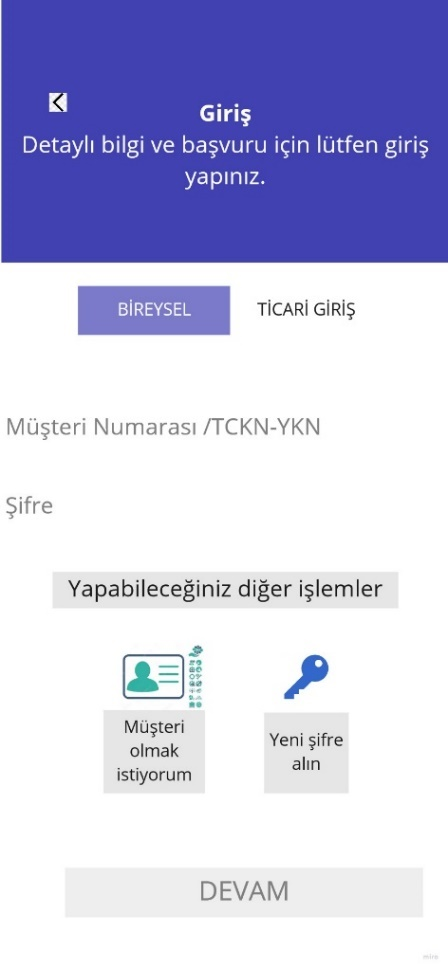 Giriş
Detaylı bilgi ve başvuru için lütfen giriş
yapınız.
BİREYSEL
TİCARİ GİRİŞ
Müşteri Numarası /TCKN-YKN
Şifre
Yapabileceğiniz diğer işlemler
Müşteri
olmak
istiyorum
Yeni şifre
alın
DEVAM